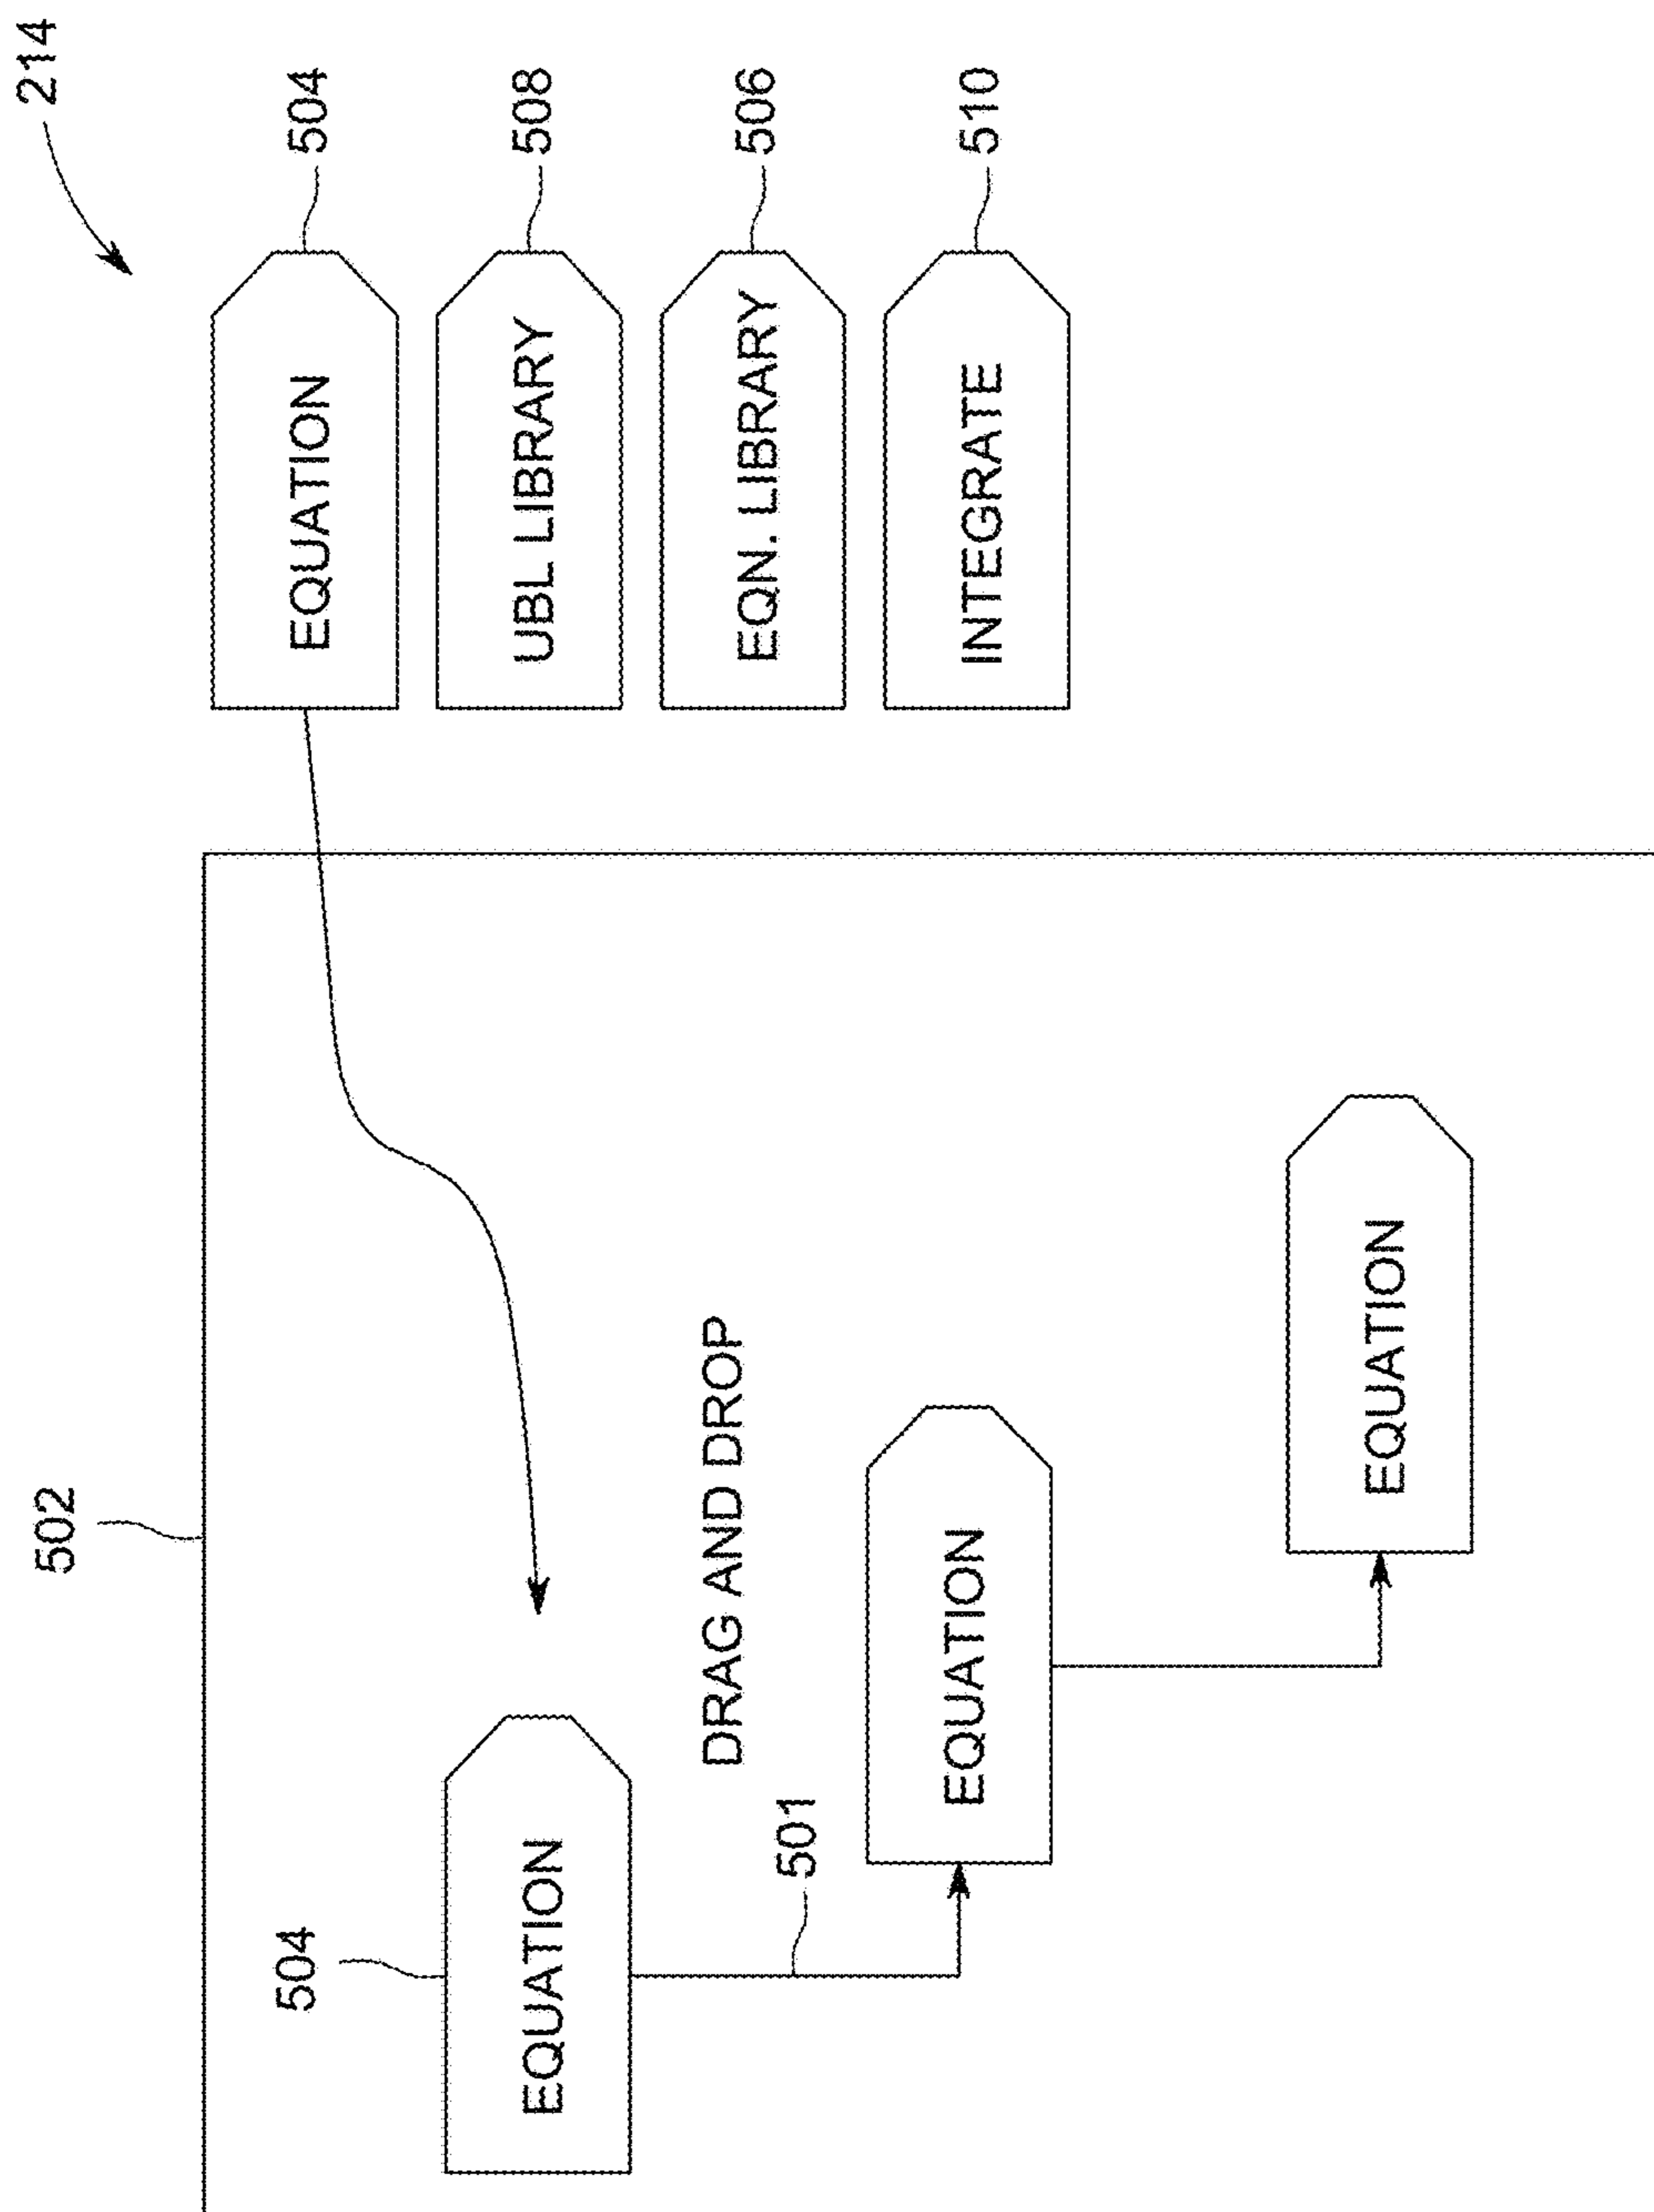 214
502
504
EQUATION
504
EQUATION
UBL LIBRARY
508
DRAG AND DROP
EQN. LIBRARY
506
501
EQUATION
INTEGRATE
510
EQUATION